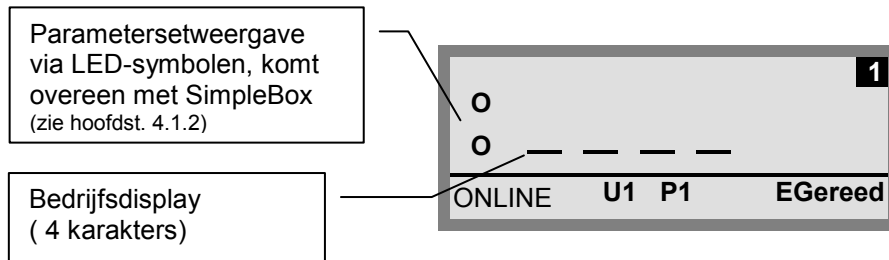 Parametersetweergave
via LED-symbolen, komt
overeen met SimpleBox
(zie hoofdst. 4.1.2)
Bedrijfsdisplay
( 4 karakters)
1
O
O _ _ _ _
ONLINE U1 P1 EGereed